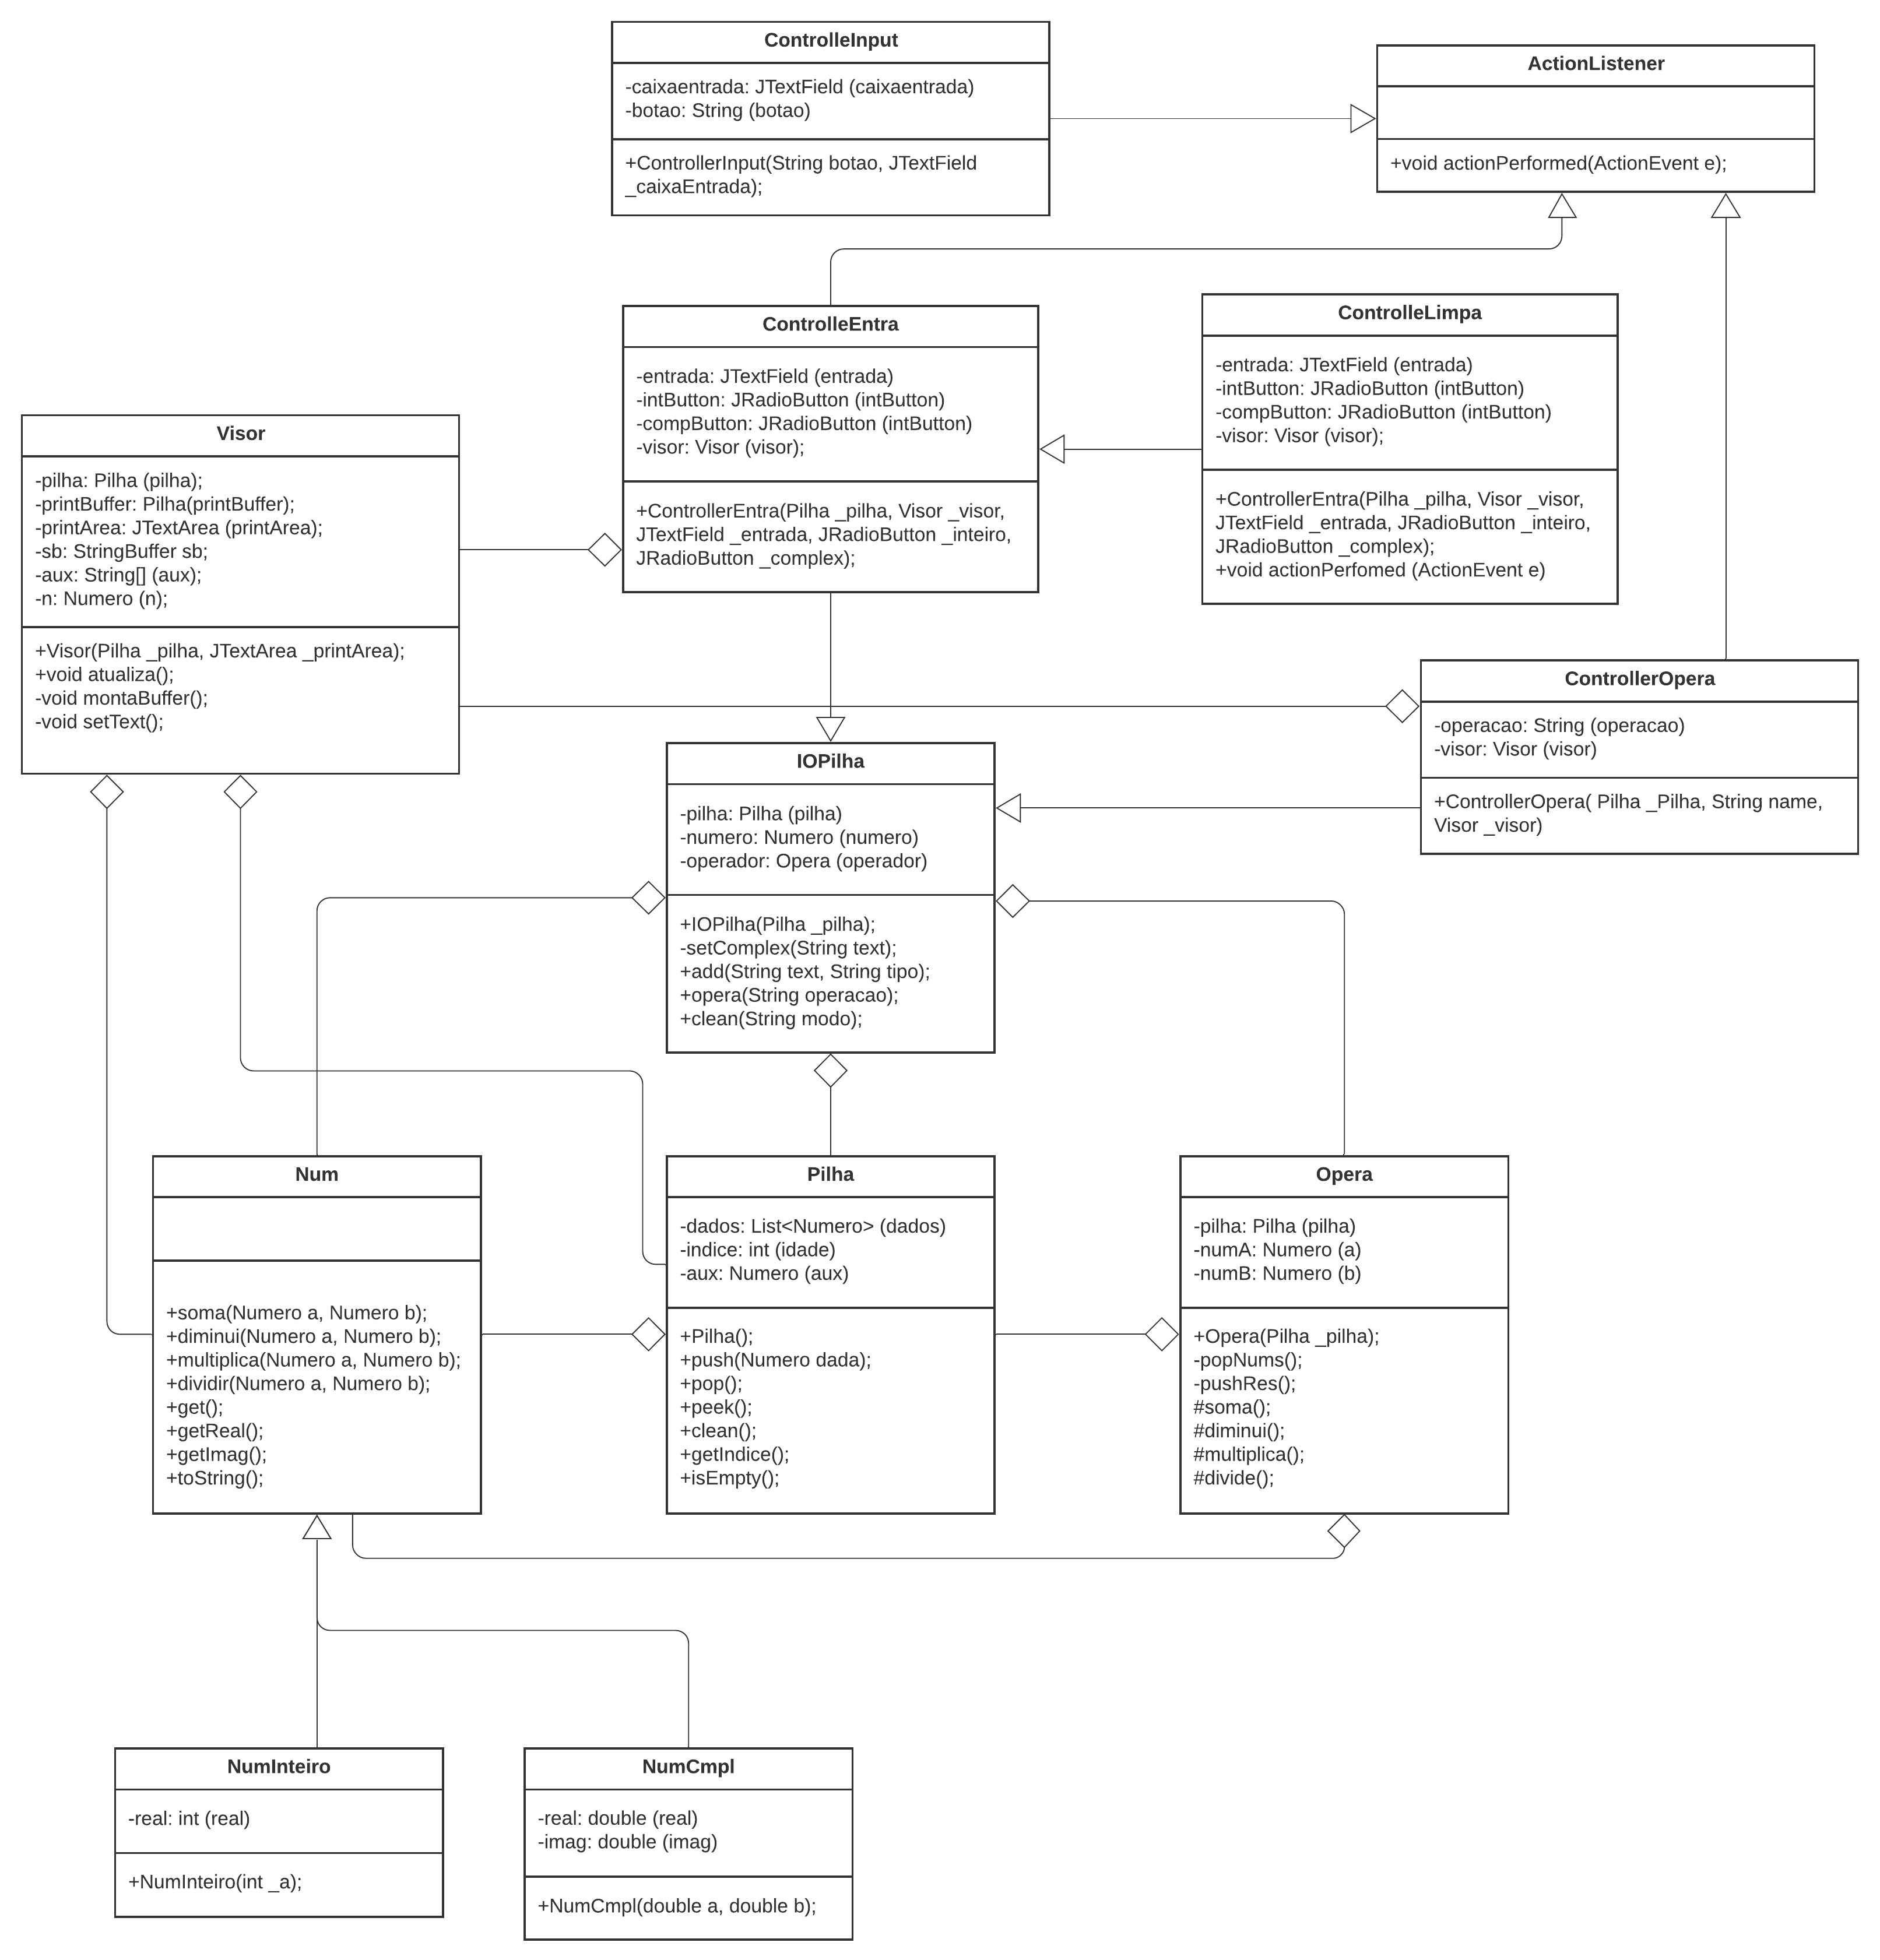 ControlleInput
-caixaentrada: JTextField (caixaentrada)
-botao: String (botao)
+ControllerInput(String botao, JTextField
_caixaEntrada);
ActionListener
+void actionPerformed(ActionEvent e);
ControlleEntra
-entrada: JTextField (entrada)
-intButton: JRadioButton (intButton)
-compButton: JRadioButton (intButton)
-visor: Visor (visor);
+ControllerEntra(Pilha _pilha, Visor _visor,
JTextField _entrada, JRadioButton _inteiro,
JRadioButton _complex);
ControlleLimpa
-entrada: JTextField (entrada)
-intButton: JRadioButton (intButton)
-compButton: JRadioButton (intButton)
-visor: Visor (visor);
+ControllerEntra(Pilha _pilha, Visor _visor,
JTextField _entrada, JRadioButton _inteiro,
JRadioButton _complex);
+void actionPerfomed (ActionEvent e)
Visor
-pilha: Pilha (pilha);
-printBuffer: Pilha(printBuffer);
-printArea: JTextArea (printArea);
-sb: StringBuffer sb;
-aux: String[] (aux);
-n: Numero (n);
+Visor(Pilha _pilha, JTextArea _printArea);
+void atualiza();
-void montaBuffer();
-void setText();
ControllerOpera
-operacao: String (operacao)
-visor: Visor (visor)
+ControllerOpera( Pilha _Pilha, String name,
Visor _visor)
IOPilha
-pilha: Pilha (pilha)
-numero: Numero (numero)
-operador: Opera (operador)
+IOPilha(Pilha _pilha);
-setComplex(String text);
+add(String text, String tipo);
+opera(String operacao);
+clean(String modo);
Num
+soma(Numero a, Numero b);
+diminui(Numero a, Numero b);
+multiplica(Numero a, Numero b);
+dividir(Numero a, Numero b);
+get();
+getReal();
+getImag();
+toString();
Pilha
-dados: List<Numero> (dados)
-indice: int (idade)
-aux: Numero (aux)
+Pilha();
+push(Numero dada);
+pop();
+peek();
+clean();
+getIndice();
+isEmpty();
Opera
-pilha: Pilha (pilha)
-numA: Numero (a)
-numB: Numero (b)
+Opera(Pilha _pilha);
-popNums();
-pushRes();
#soma();
#diminui();
#multiplica();
#divide();
NumInteiro
-real: int (real)
+NumInteiro(int _a);
NumCmpl
-real: double (real)
-imag: double (imag)
+NumCmpl(double a, double b);